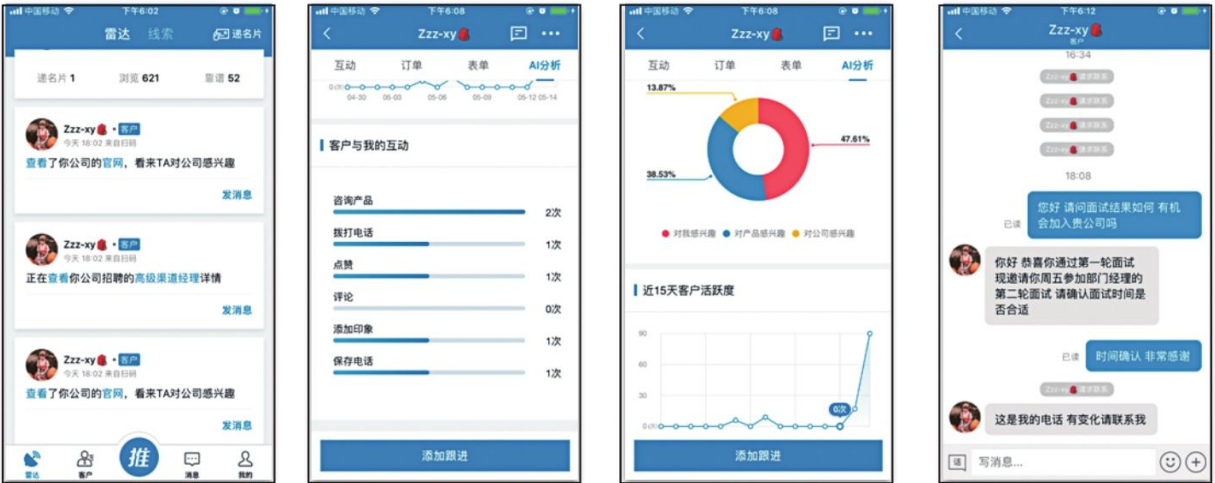 中国移动
下午6:02
雷达 线索
递名片
递名片 1 浏览 621 靠谱 52
Zzz-xy • 客户
今天 18:02 来自扫码
查看了你公司的官网，看来TA对公司感兴趣
发消息
Zzz-xy • 客户
今天 18:02 来自扫码
正在查看你公司招聘的高级渠道经理详情
发消息
Zzz-xy • 客户
今天 18:02 来自扫码
查看了你公司的官网，看来TA对公司感兴趣
发消息
推
雷达 客户 消息 我的
中国移动
下午6:08
Zzz-xy
互动 订单 表单 AI分析
0(次)
04-30 05-03 05-06 05-09 05-12 05-14
客户与我的互动
咨询产品
2次
拨打电话
1次
点赞
1次
评论
0次
添加印象
1次
保存电话
1次
添加跟进
中国移动
下午6:08
Zzz-xy
互动 订单 表单 AI分析
13.87%
47.61%
38.53%
对我感兴趣 对产品感兴趣 对公司感兴趣
近15天客户活跃度
90
60
30
0次
0(次)
添加跟进
中国移动
下午6:12
Zzz-xy
客户
16:34
Zzz-xy 请求联系
Zzz-xy 请求联系
Zzz-xy 请求联系
Zzz-xy 请求联系
18:08
您好 请问面试结果如何 有机
会加入贵公司吗
已读
你好 恭喜你通过第一轮面试
现邀请你周五参加部门经理的
第二轮面试 请确认面试时间是
否合适
已读
时间确认 非常感谢
Zzz-xy 请求联系
这是我的电话 有变化请联系我
话
写消息...